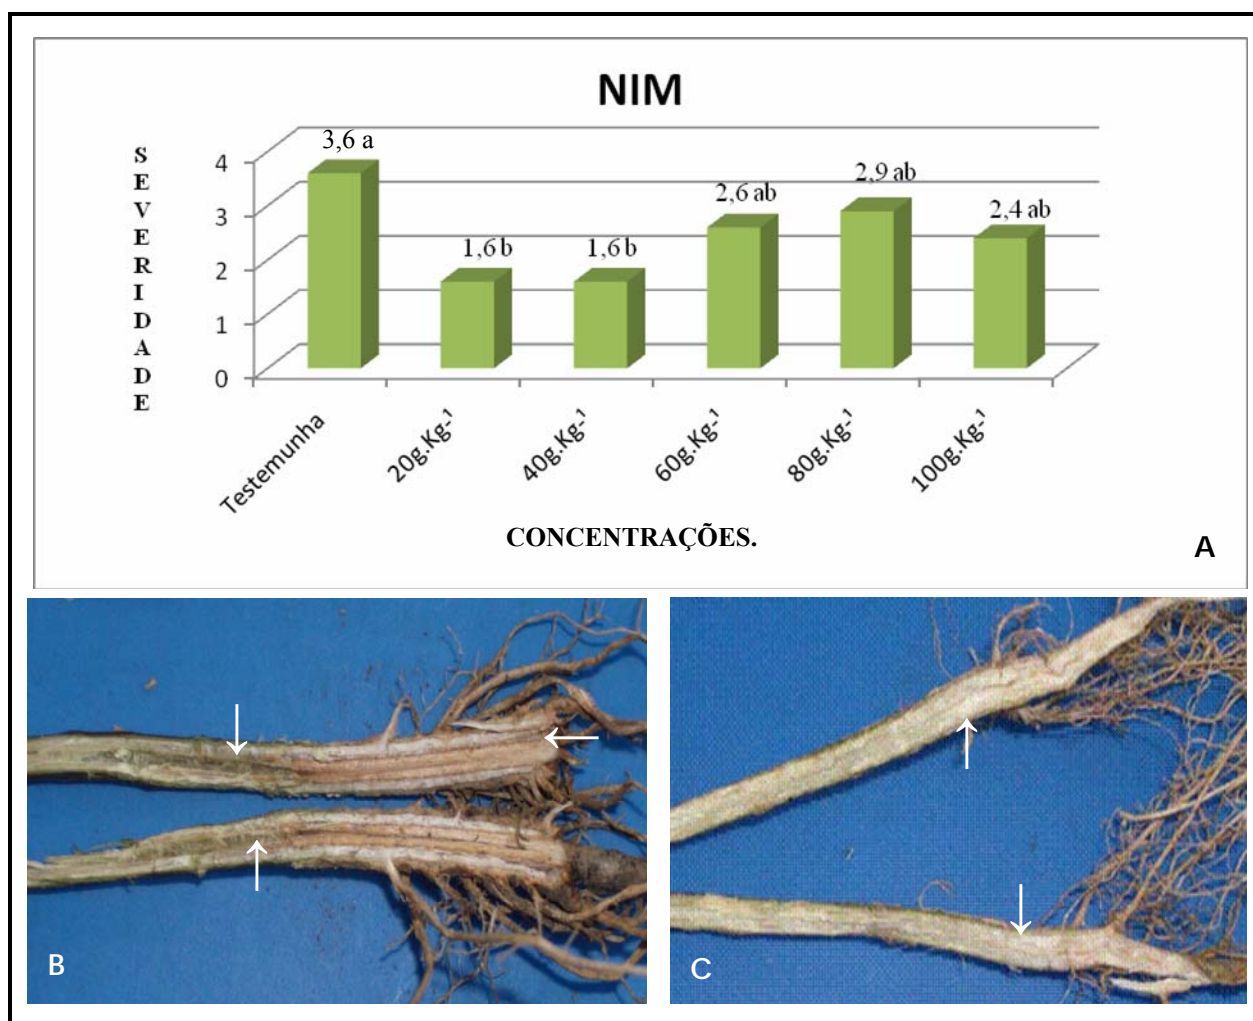 NIM
SEVERIDADE
4
3
2
1
0
3,6 a
1,6 b
1,6 b
2,6 ab
2,9 ab
2,4 ab
Testemunha
20g.Kg-¹
40g.Kg-¹
60g.Kg-¹
80g.Kg-¹
100g.Kg-¹
CONCENTRAÇÕES.
A
B
C